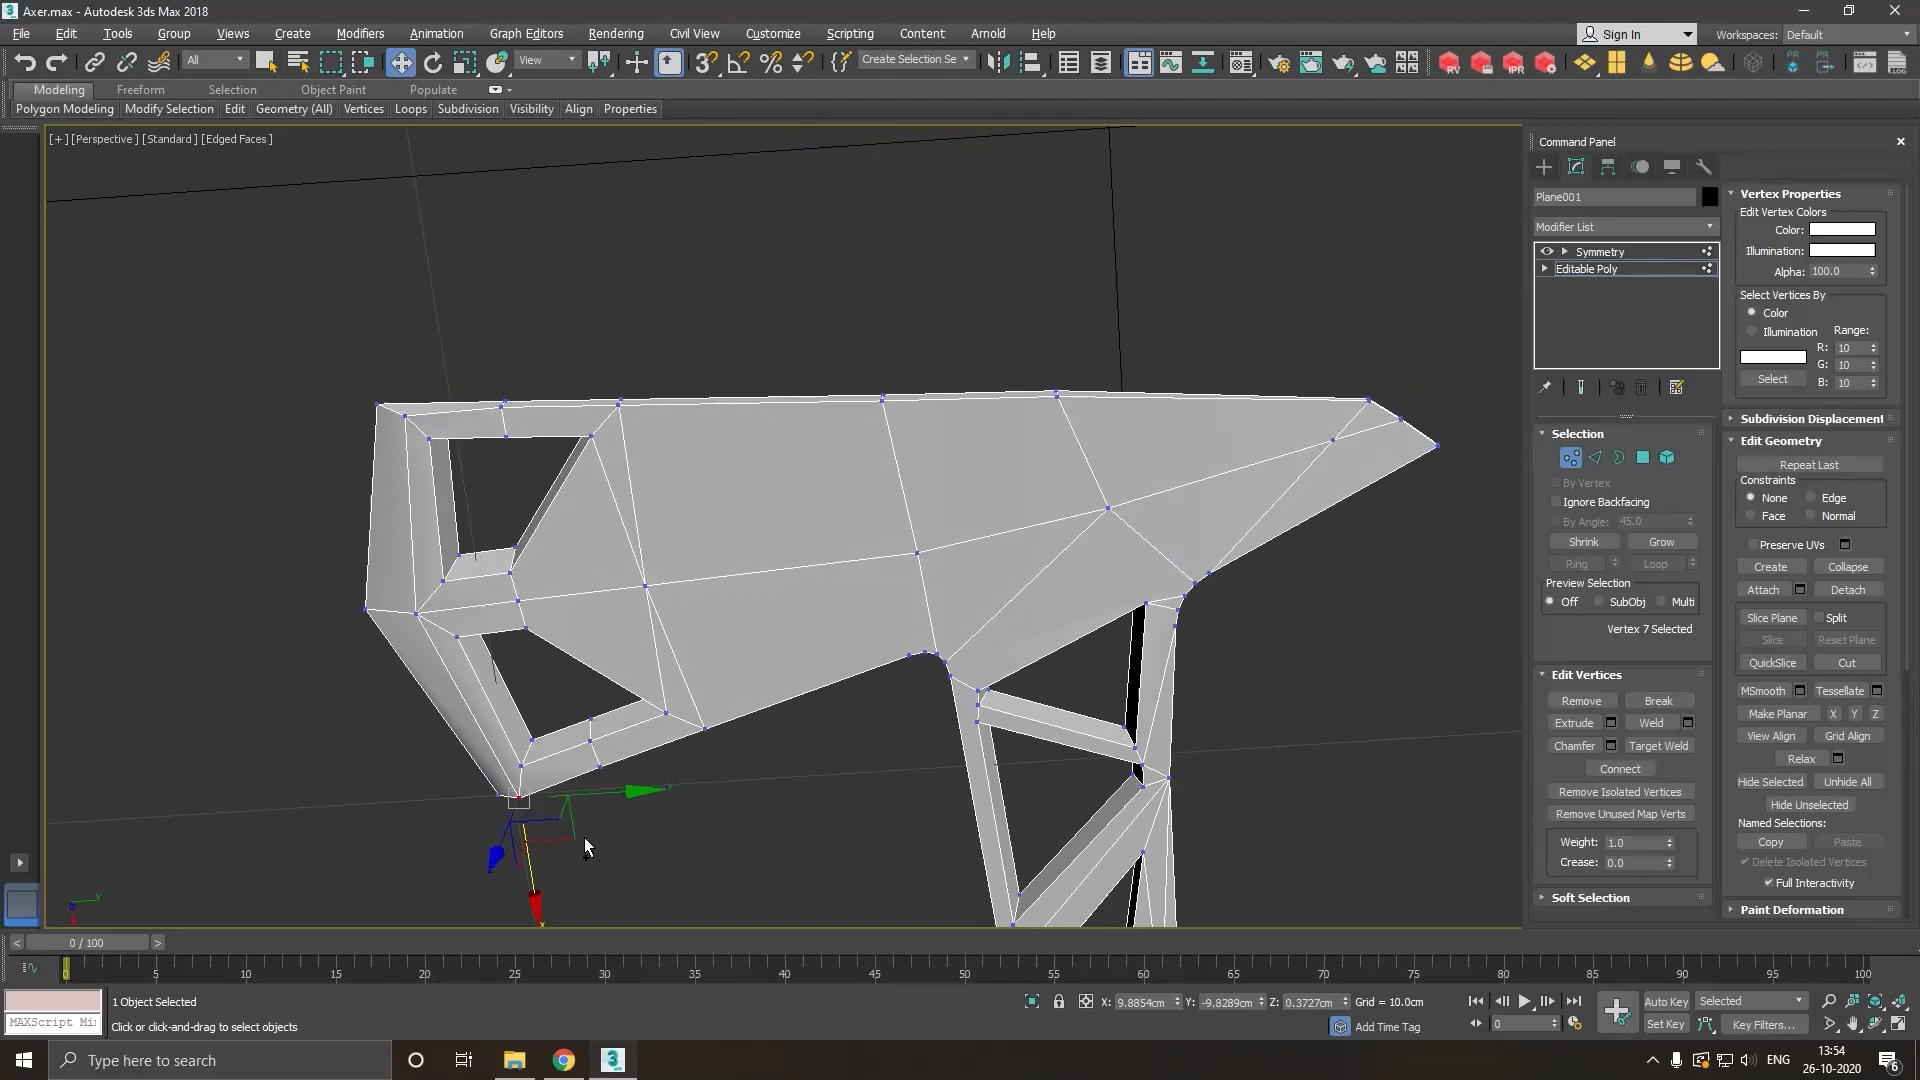 Axer.max - Autodesk 3ds Max 2018
File Edit Tools Group Views Create Modifiers Animation Graph Editors Rendering Civil View Customize Scripting Content Arnold Help
Sign In Workspaces: Default
All View Create Selection Se
Modeling Freeform Selection Object Paint Populate
Polygon Modeling Modify Selection Edit Geometry (All) Vertices Loops Subdivision Visibility Align Properties
[+] [Perspective] [Standard] [Edged Faces]
Command Panel
Plane001
Modifier List
Symmetry
Editable Poly
Selection
By Vertex
Ignore Backfacing
By Angle: 45.0
Shrink Grow
Ring Loop
Preview Selection
Off SubObj Multi
Vertex 7 Selected
Edit Vertices
Remove Break
Extrude Weld
Chamfer Target Weld
Connect
Remove Isolated Vertices
Remove Unused Map Verts
Weight: 1.0
Crease: 0.0
Soft Selection
Vertex Properties
Edit Vertex Colors
Color:
Illumination:
Alpha: 100.0
Select Vertices By
Color
Illumination Range:
R: 10
G: 10
B: 10
Select
Subdivision Displacement
Edit Geometry
Repeat Last
Constraints
None Edge
Face Normal
Preserve UVs
Create Collapse
Attach Detach
Slice Plane Split
Slice Reset Plane
QuickSlice Cut
MSmooth Tessellate
Make Planar X Y Z
View Align Grid Align
Relax
Hide Selected Unhide All
Hide Unselected
Named Selections:
Copy Paste
Delete Isolated Vertices
Full Interactivity
Paint Deformation
0 / 100
0 5 10 15 20 25 30 35 40 45 50 55 60 65 70 75 80 85 90 95 100
1 Object Selected
X: 9.8854cm Y: -9.8289cm Z: 0.3727cm Grid = 10.0cm
Auto Key Selected
MAXScript Mi
Click or click-and-drag to select objects
Add Time Tag
0
Set Key Key Filters...
Type here to search
ENG
13:54
26-10-2020
6